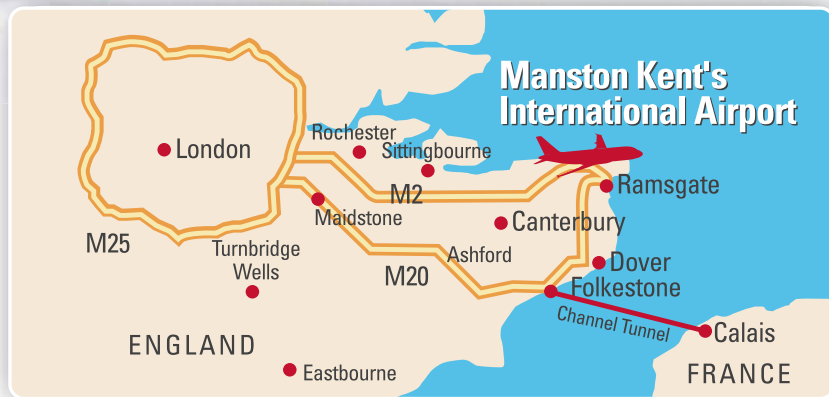 Manston Kent's
International Airport
Rochester
London
Sittingbourne
Ramsgate
M2
Maidstone
Canterbury
M25
Turnbridge
Wells
Ashford
M20
Dover
Folkestone
Channel Tunnel
Calais
ENGLAND
Eastbourne
FRANCE